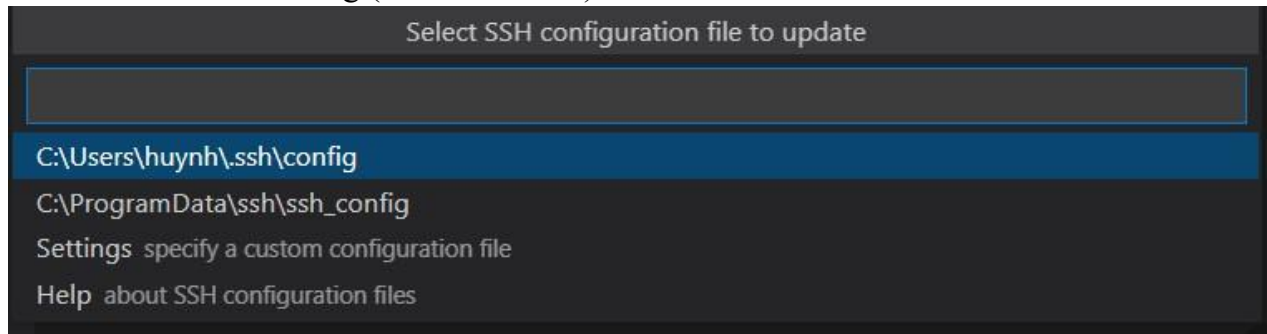 Select SSH configuration file to update
C:\Users\huynh\.ssh\config
C:\ProgramData\ssh\ssh_config
Settings specify a custom configuration file
Help about SSH configuration files